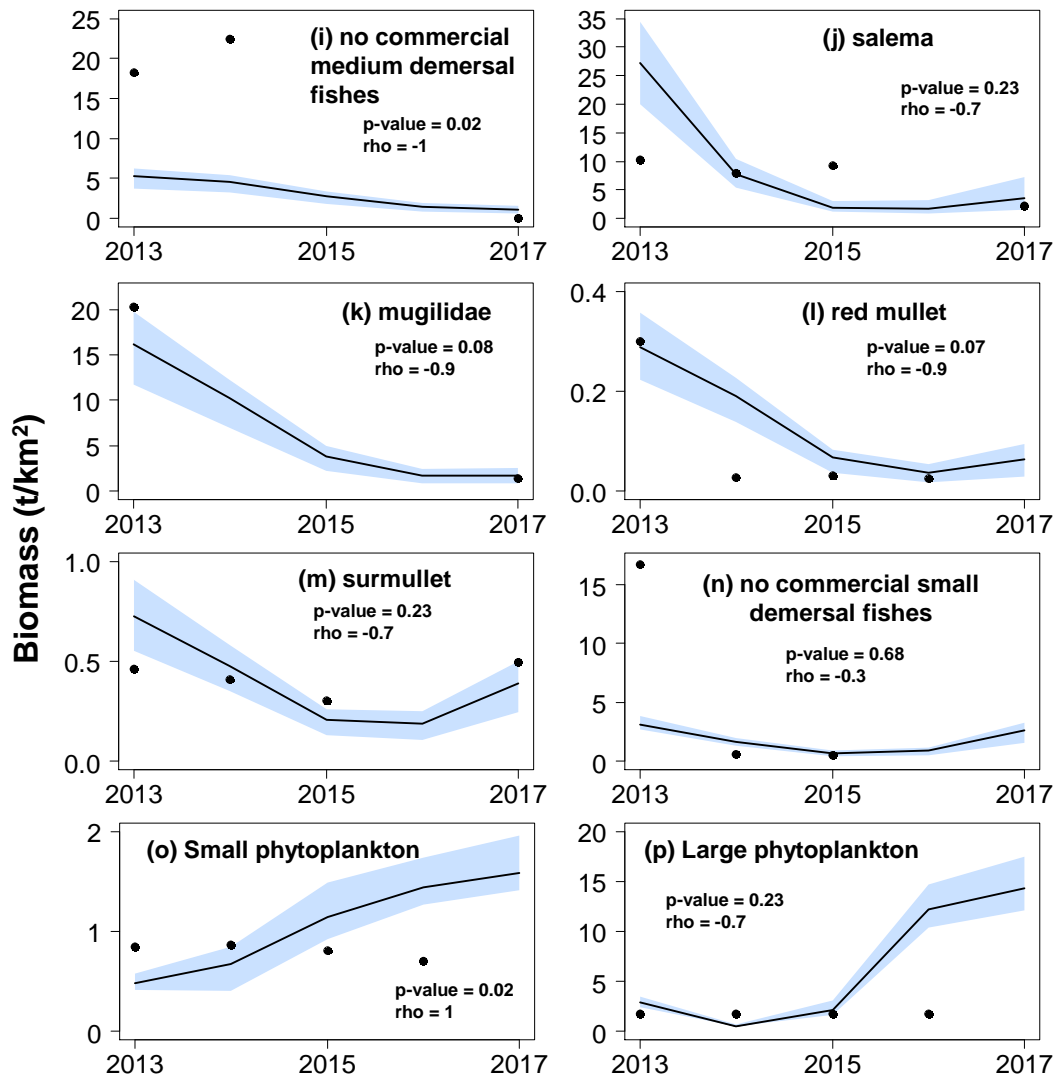 Biomass (t/km²)
25
20
15
10
5
0
(i) no commercial
medium demersal
fishes
p-value = 0.02
rho = -1
2013
2015
2017
35
30
25
20
15
10
5
0
(j) salema
p-value = 0.23
rho = -0.7
2013
2015
2017
20
15
10
5
0
(k) mugilidae
p-value = 0.08
rho = -0.9
2013
2015
2017
0.4
0.2
0.0
(l) red mullet
p-value = 0.07
rho = -0.9
2013
2015
2017
1.0
0.5
0.0
(m) surmullet
p-value = 0.23
rho = -0.7
2013
2015
2017
15
10
5
0
(n) no commercial small
demersal fishes
p-value = 0.68
rho = -0.3
2013
2015
2017
2
1
0
(o) Small phytoplankton
p-value = 0.02
rho = 1
2013
2015
2017
20
15
10
5
0
(p) Large phytoplankton
p-value = 0.23
rho = -0.7
2013
2015
2017